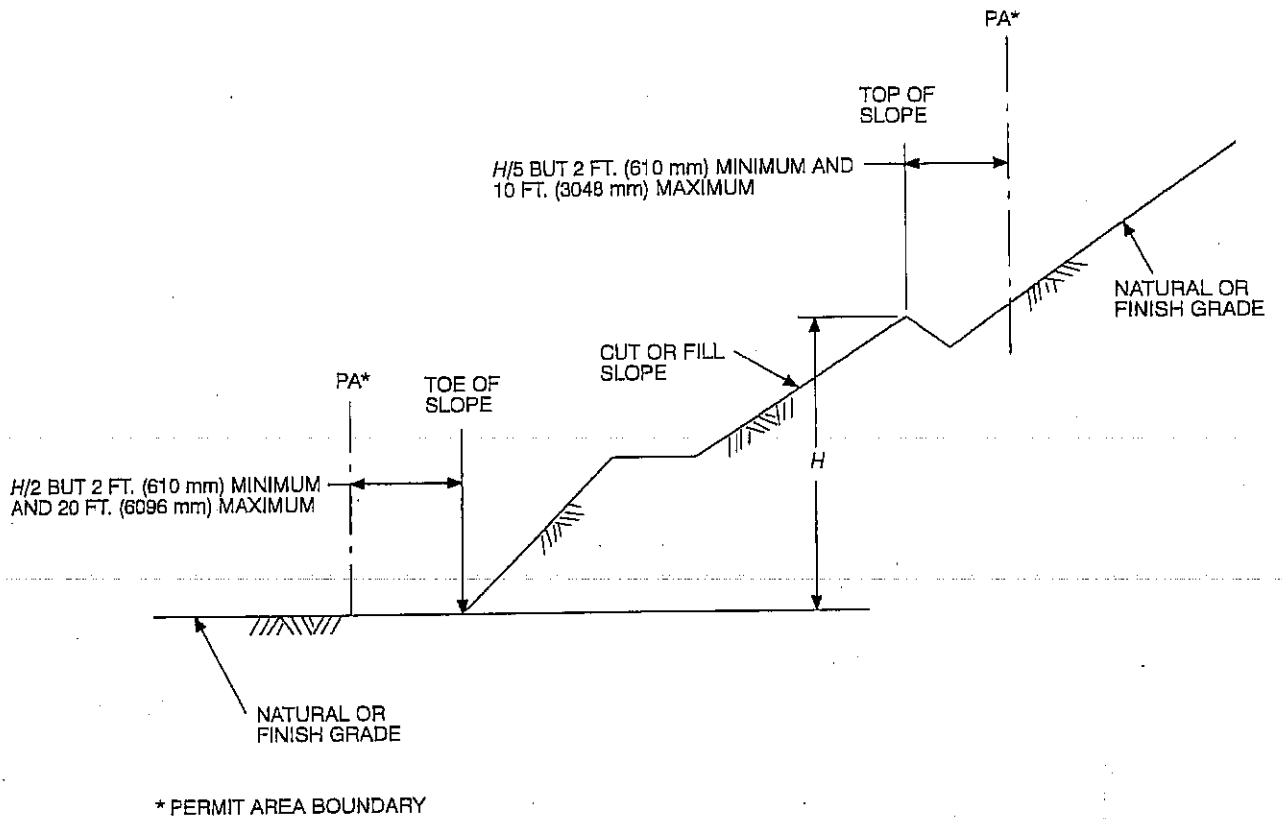 PA*
TOP OF
SLOPE
H/5 BUT 2 FT. (610 mm) MINIMUM AND
10 FT. (3048 mm) MAXIMUM
NATURAL OR
FINISH GRADE
CUT OR FILL
SLOPE
PA*
TOE OF
SLOPE
H
H/2 BUT 2 FT. (610 mm) MINIMUM
AND 20 FT. (6096 mm) MAXIMUM
NATURAL OR
FINISH GRADE
* PERMIT AREA BOUNDARY